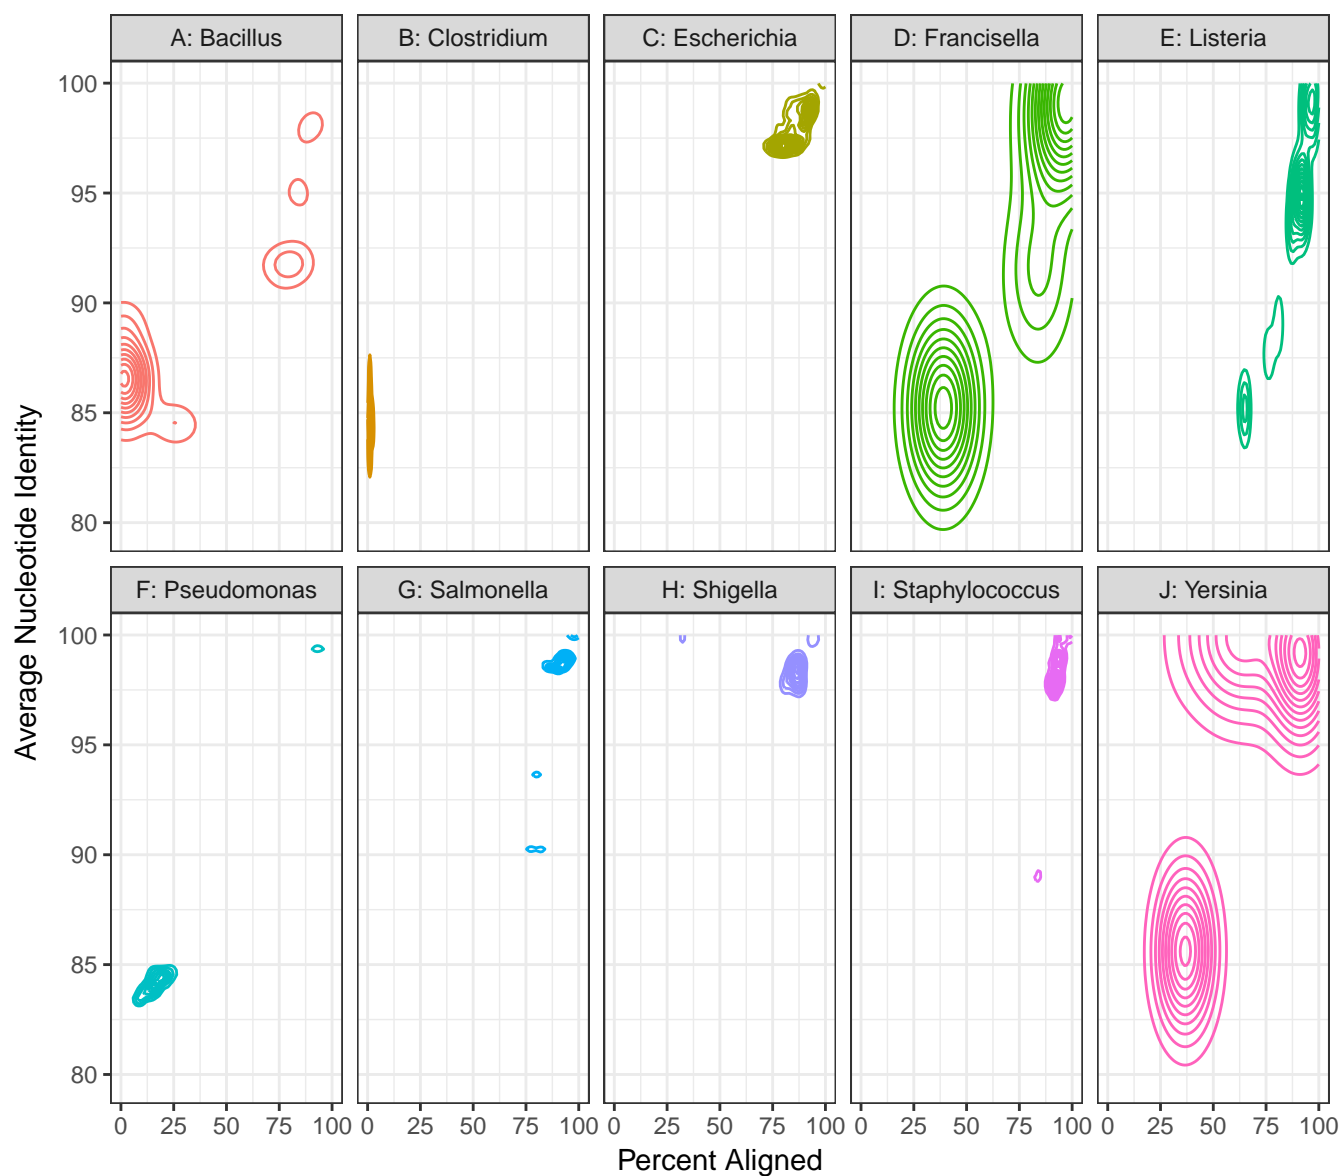 A: Bacillus
B: Clostridium
C: Escherichia
D: Francisella
E: Listeria
100
95
90
85
80
F: Pseudomonas
G: Salmonella
H: Shigella
I: Staphylococcus
J: Yersinia
100
95
90
85
80
0 25 50 75 100
0 25 50 75 100
0 25 50 75 100
0 25 50 75 100
0 25 50 75 100
Percent Aligned
Average Nucleotide Identity